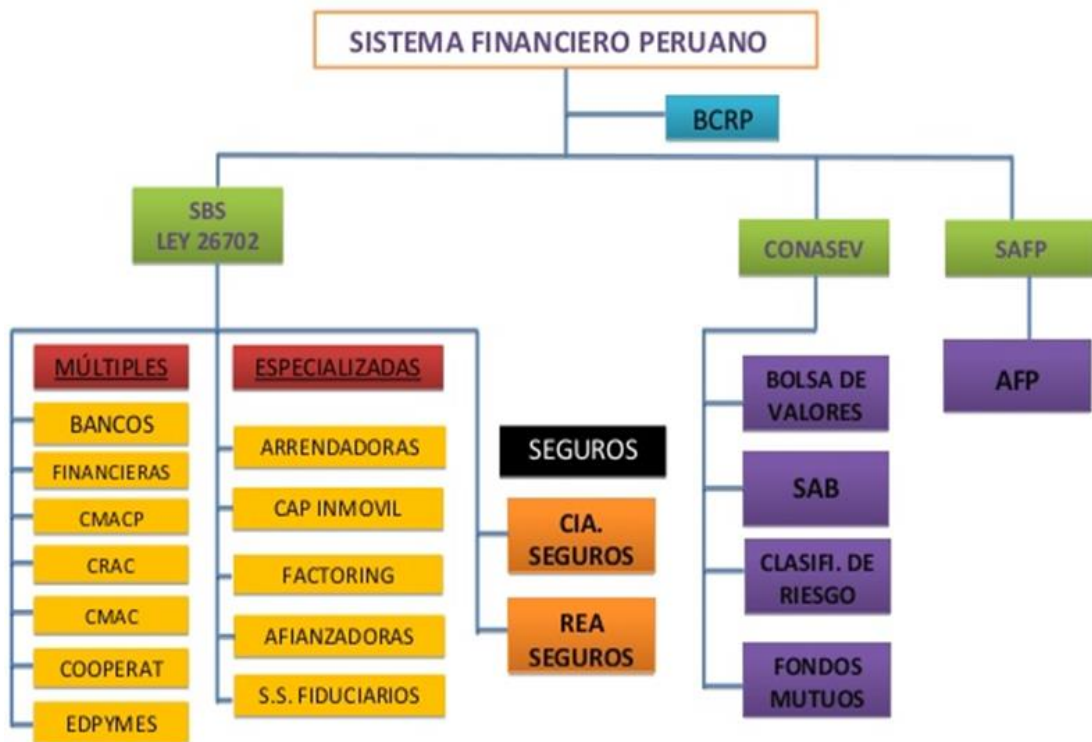 SISTEMA FINANCIERO PERUANO
BCRP
SBS
LEY 26702
CONASEV
SAFP
MÚLTIPLES
BANCOS
FINANCIERAS
CMACP
CRAC
CMAC
COOPERAT
EDPYMES
ESPECIALIZADAS
ARRENDADORAS
CAP INMOVIL
FACTORING
AFIANZADORAS
S.S. FIDUCIARIOS
SEGUROS
CIA.
SEGUROS
REA
SEGUROS
BOLSA DE
VALORES
SAB
CLASIFI. DE
RIESGO
FONDOS
MUTUOS
AFP